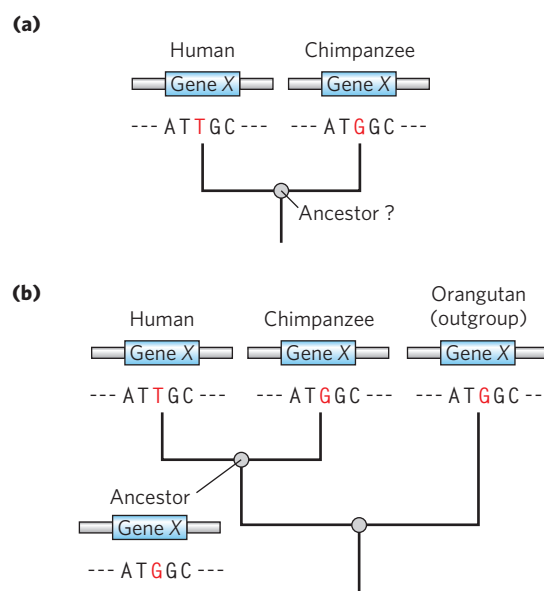 (a)
Human Chimpanzee
Gene X Gene X
--- ATTGC --- --- ATGGC ---
Ancestor ?
(b)
Human Chimpanzee Orangutan
(outgroup)
Gene X Gene X Gene X
--- ATTGC --- --- ATGGC --- --- ATGGC ---
Ancestor
Gene X
--- ATGGC ---